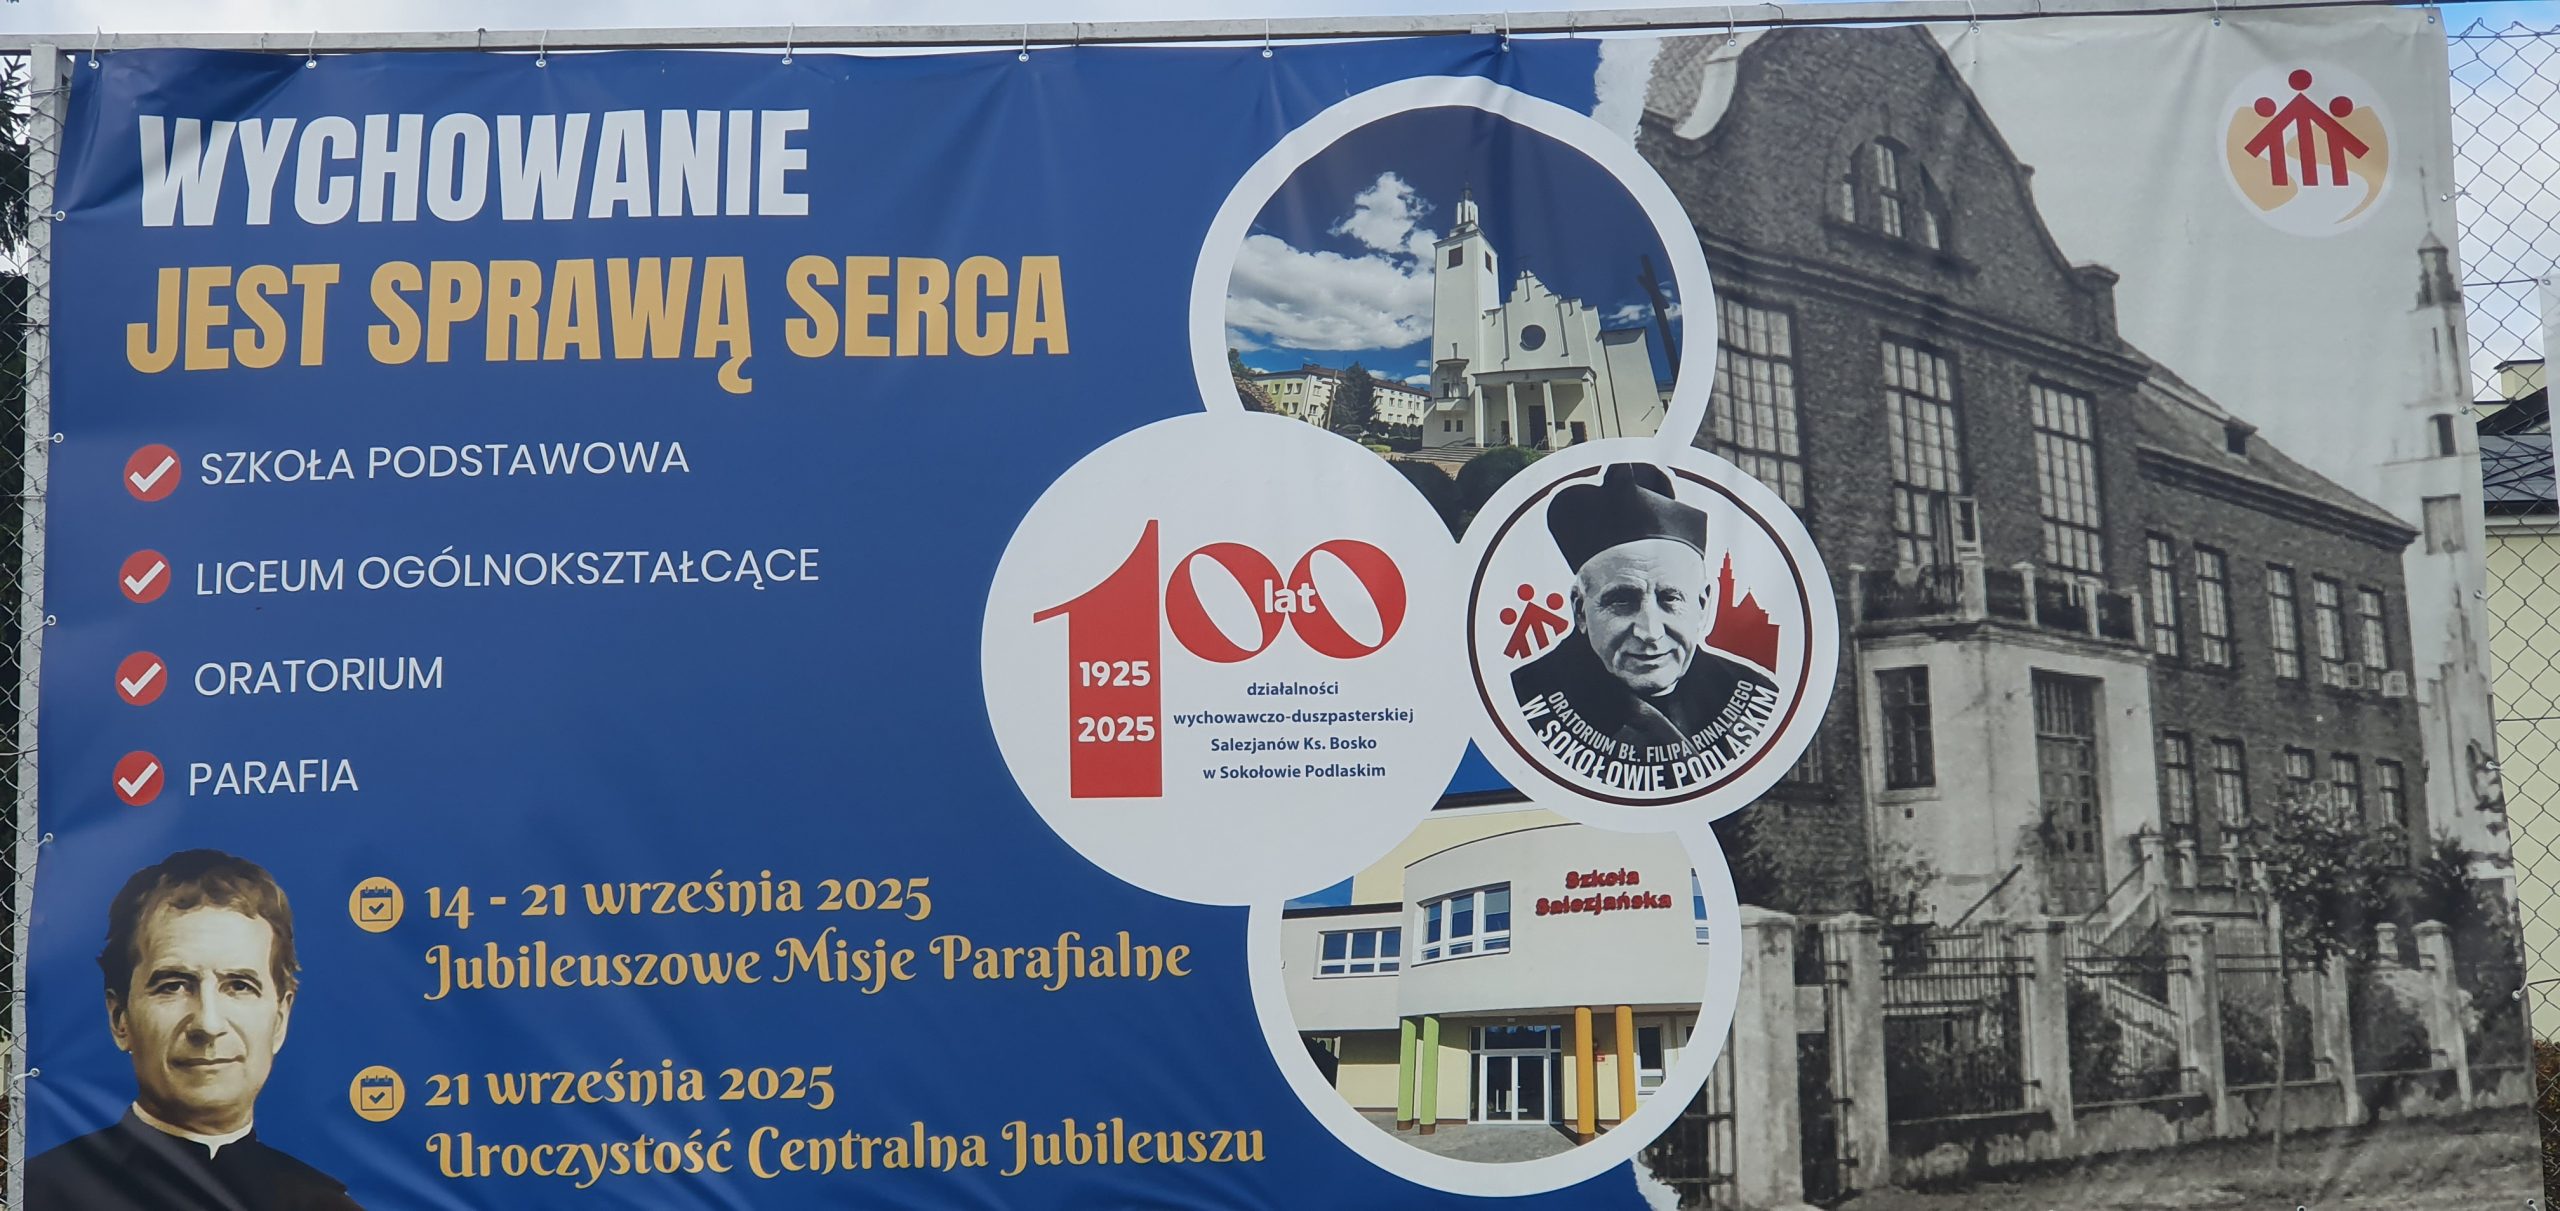 WYCHOWANIE
JEST SPRAWĄ SERCA
SZKOŁA PODSTAWOWA
LICEUM OGÓLNOKSZTAŁCĄCE
ORATORIUM
PARAFIA
14 - 21 września 2025
Jubileuszowe Misje Parafialne
21 września 2025
Uroczystość Centralna Jubileuszu
100
lat
1925
2025
działalności
wychowawczo-duszpasterskiej
Salezjanów Ks. Bosko
w Sokołowie Podlaskim
ORATORIUM BŁ. FILIPA RINALDIEGO
W SOKOŁOWIE PODLASKIM
Szkoła
Salezjańska